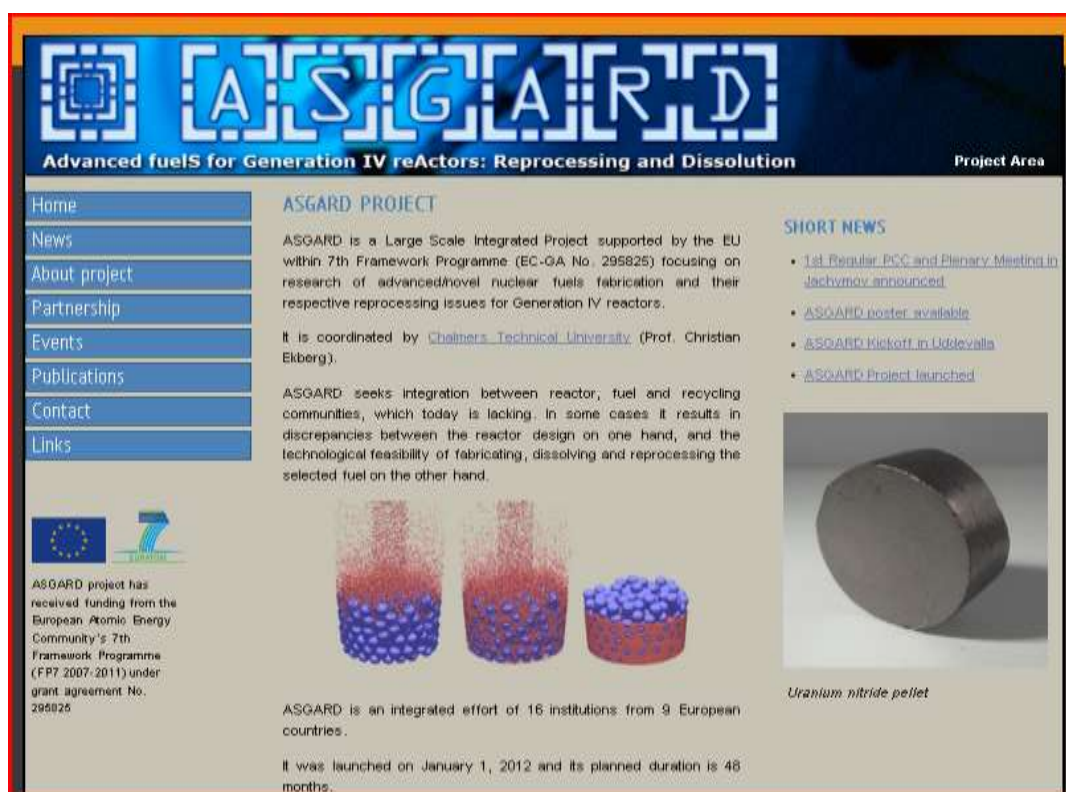 ASGARD
Advanced fuelS for Generation IV reActors: Reprocessing and Dissolution
Project Area
Home
News
About project
Partnership
Events
Publications
Contact
Links
7
EURATOM
ASGARD project has
received funding from the
European Atomic Energy
Community's 7th
Framework Programme
(FP7 2007-2011) under
grant agreement No.
295825
ASGARD PROJECT
ASGARD is a Large Scale Integrated Project supported by the EU
within 7th Framework Programme (EC-GA No. 295825) focusing on
research of advanced/novel nuclear fuels fabrication and their
respective reprocessing issues for Generation IV reactors.
It is coordinated by Chalmers Technical University (Prof. Christian
Ekberg).
ASGARD seeks integration between reactor, fuel and recycling
communities, which today is lacking. In some cases it results in
discrepancies between the reactor design on one hand, and the
technological feasibility of fabricating, dissolving and reprocessing the
selected fuel on the other hand.
ASGARD is an integrated effort of 16 institutions from 9 European
countries.
It was launched on January 1, 2012 and its planned duration is 48
months.
SHORT NEWS
• 1st Regular PCC and Plenary Meeting in
Jachymov announced
• ASGARD poster available
• ASGARD Kickoff in Uddevalla
• ASGARD Project launched
Uranium nitride pellet